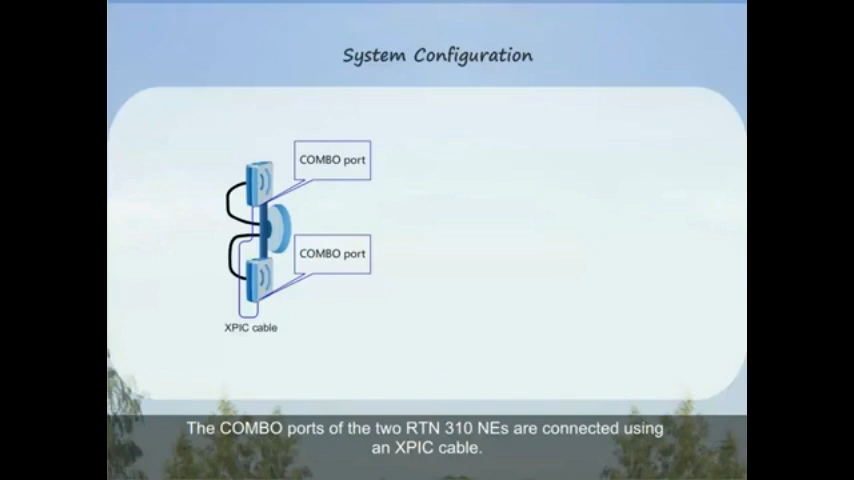 System Configuration
COMBO port
COMBO port
XPIC cable
The COMBO ports of the two RTN 310 NEs are connected using
an XPIC cable.